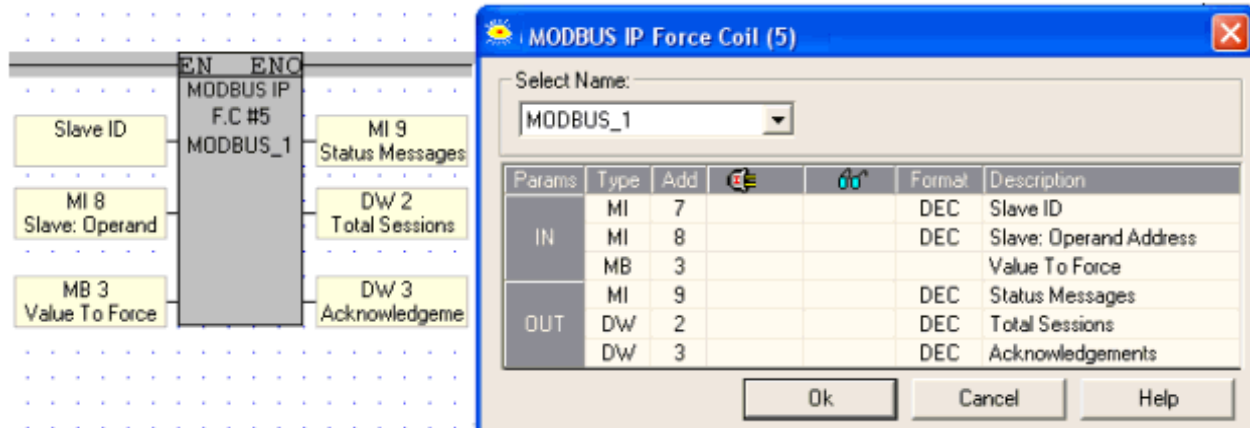 EN ENO
MODBUS IP
F.C #5
MODBUS_1
Slave ID
MI 8
Slave: Operand
MB 3
Value To Force
MI 9
Status Messages
DW 2
Total Sessions
DW 3
Acknowledgeme
MODBUS IP Force Coil (5)
Select Name:
MODBUS_1
Params Type Add Format Description
IN
MI 7 DEC Slave ID
MI 8 DEC Slave: Operand Address
MB 3 Value To Force
OUT
MI 9 DEC Status Messages
DW 2 DEC Total Sessions
DW 3 DEC Acknowledgements
Ok Cancel Help